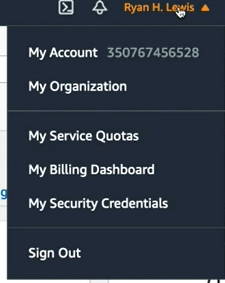 Ryan H. Lewis
My Account 350767456528
My Organization
My Service Quotas
My Billing Dashboard
My Security Credentials
Sign Out